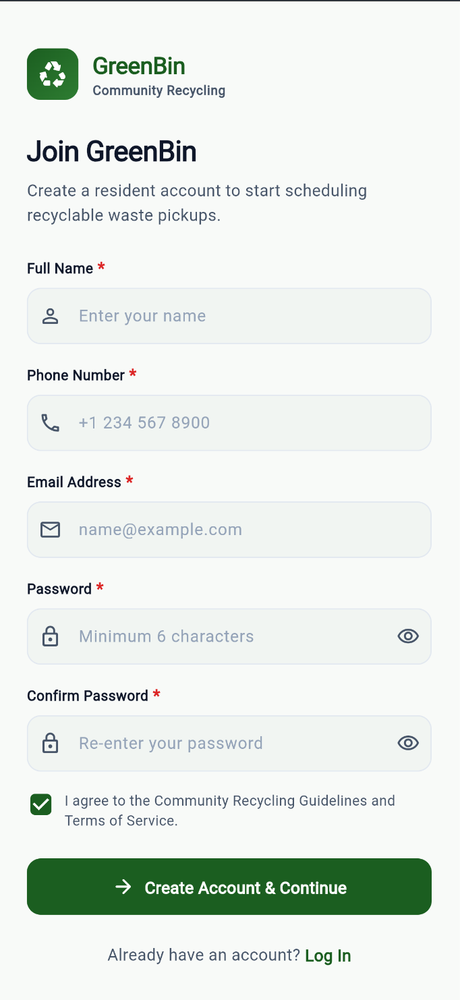 GreenBin
Community Recycling
Join GreenBin
Create a resident account to start scheduling
recyclable waste pickups.
Full Name *
Enter your name
Phone Number *
+1 234 567 8900
Email Address *
name@example.com
Password *
Minimum 6 characters
Confirm Password *
Re-enter your password
I agree to the Community Recycling Guidelines and
Terms of Service.
Create Account & Continue
Already have an account? Log In